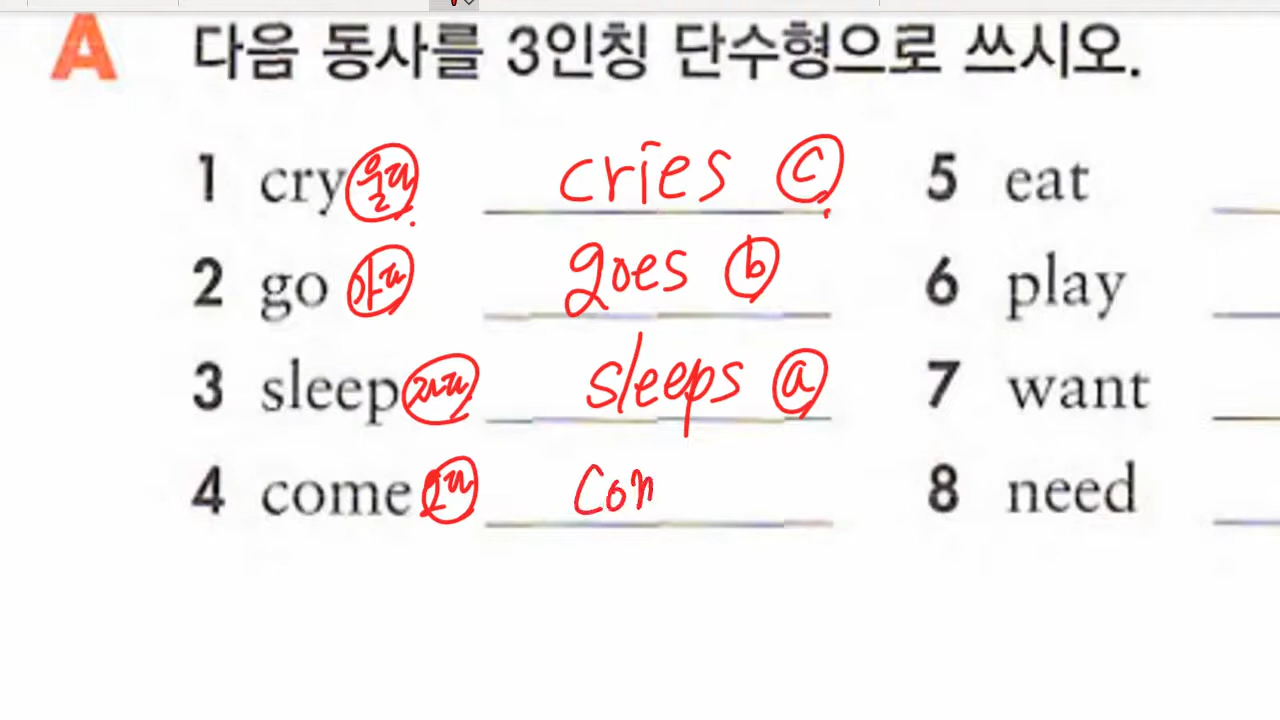 A 다음 동사를 3인칭 단수형으로 쓰시오.
1 cry 울다 cries c 5 eat
2 go 가다 goes b 6 play
3 sleep 자다 sleeps a 7 want
4 come 오다 com 8 need